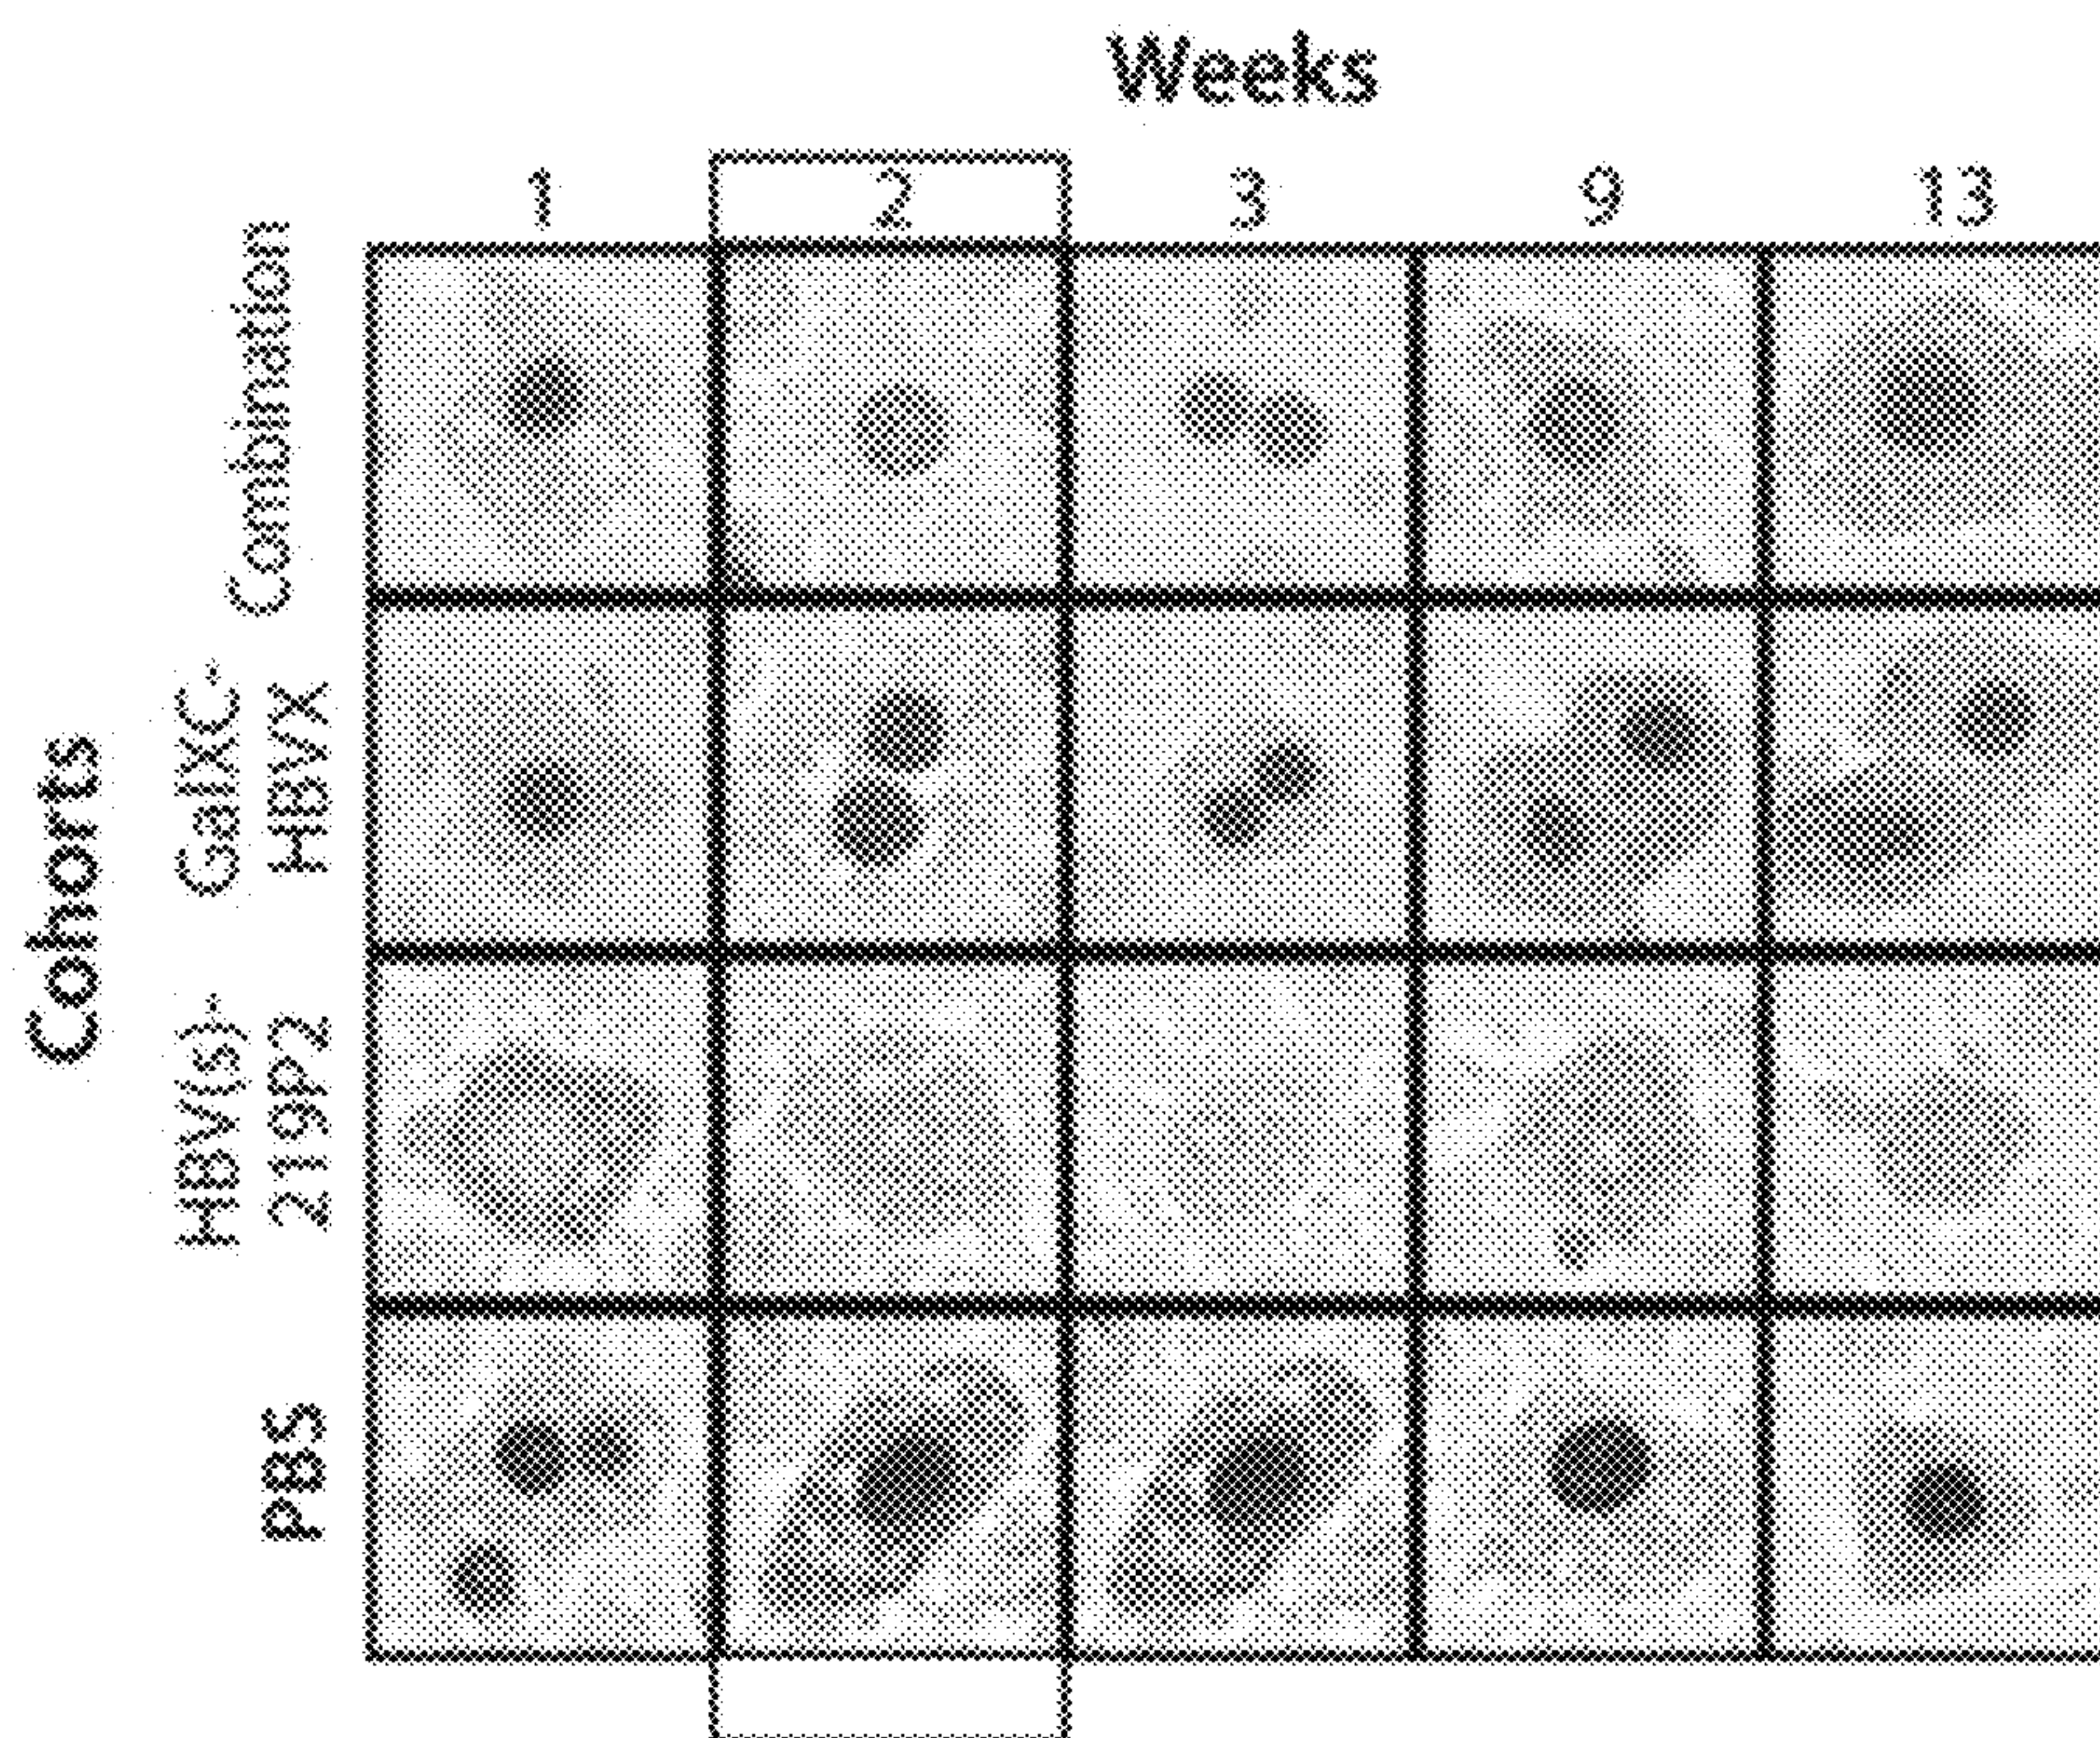 Weeks
1 2 3 9 13
Cohorts
Combination
GalXC-
HBVX
HBV(s)-
219P2
PBS